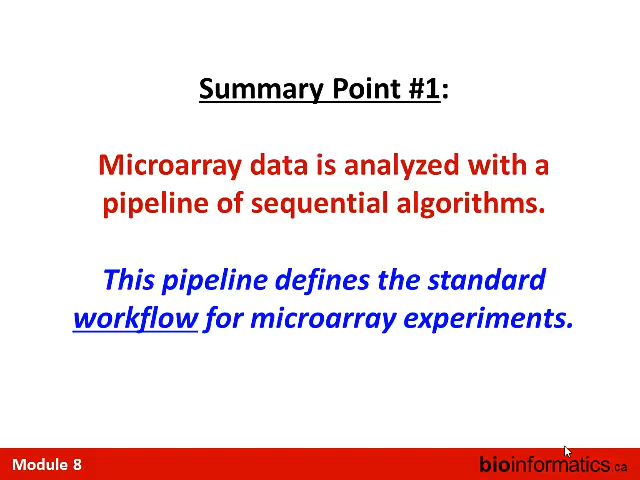 Summary Point #1:
Microarray data is analyzed with a
pipeline of sequential algorithms.
This pipeline defines the standard
workflow for microarray experiments.
Module 8
bioinformatics.ca